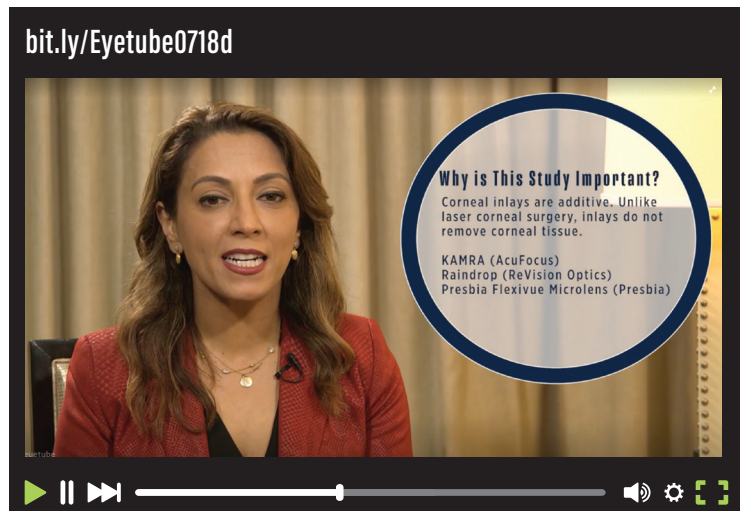 bit.ly/Eyetube0718d
Why is This Study Important?
Corneal inlays are additive. Unlike
laser corneal surgery, inlays do not
remove corneal tissue.
KAMRA (AcuFocus)
Raindrop (ReVision Optics)
Presbia Flexivue Microlens (Presbia)
eyetube